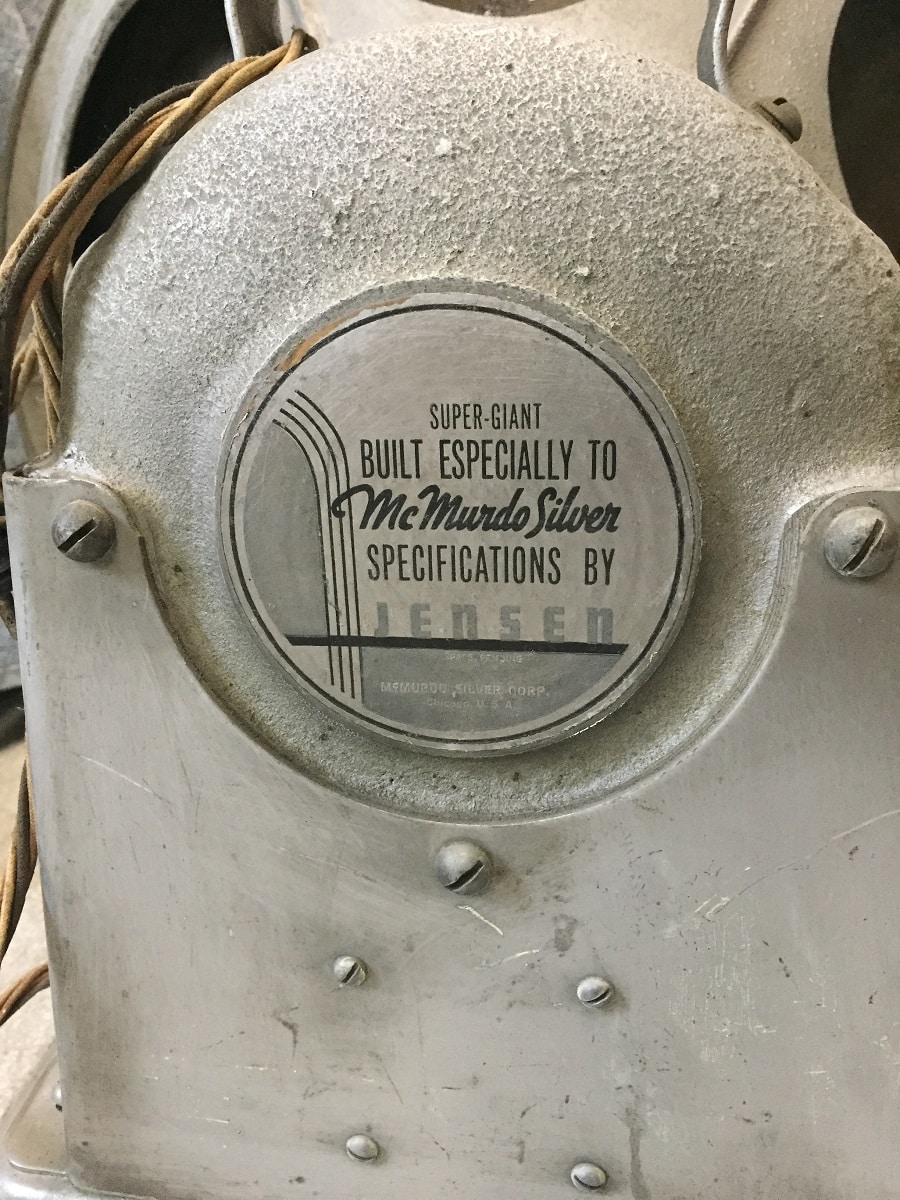 SUPER-GIANT
BUILT ESPECIALLY TO
McMurdo Silver
SPECIFICATIONS BY
JENSEN
McMURDO SILVER CORP.
Chicago, U. S. A.